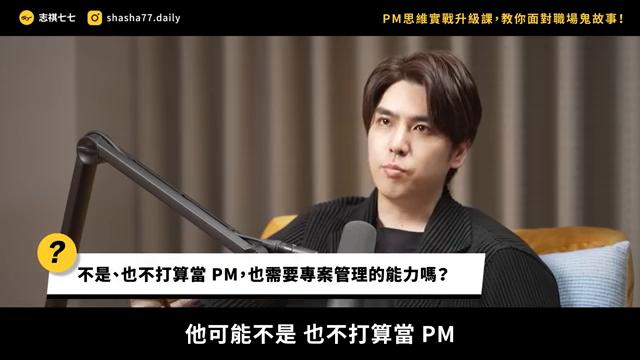 志祺七七
shasha77.daily
PM思維實戰升級課,教你面對職場鬼故事!
?
不是、也不打算當 PM,也需要專案管理的能力嗎?
他可能不是 也不打算當 PM